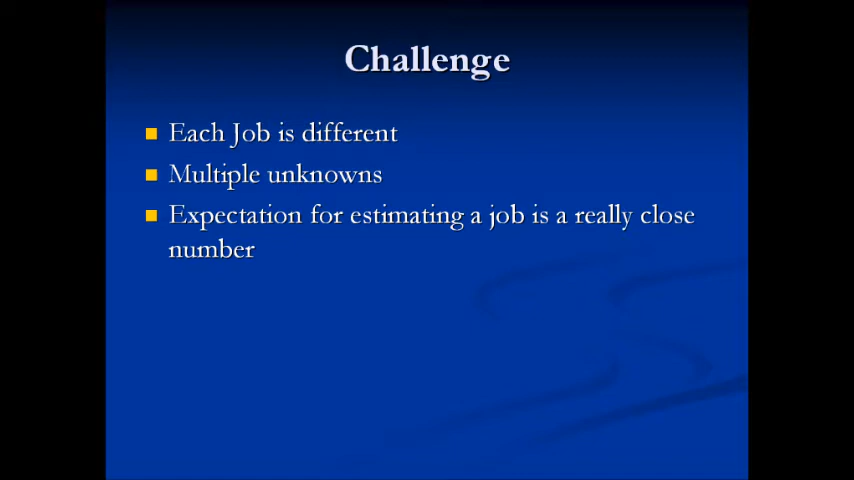 Challenge
Each Job is different
Multiple unknowns
Expectation for estimating a job is a really close
number